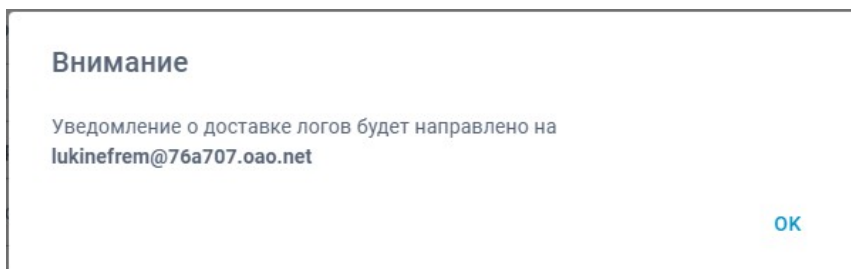 Внимание
Уведомление о доставке логов будет направлено на
lukinefrem@76a707.oao.net
OK